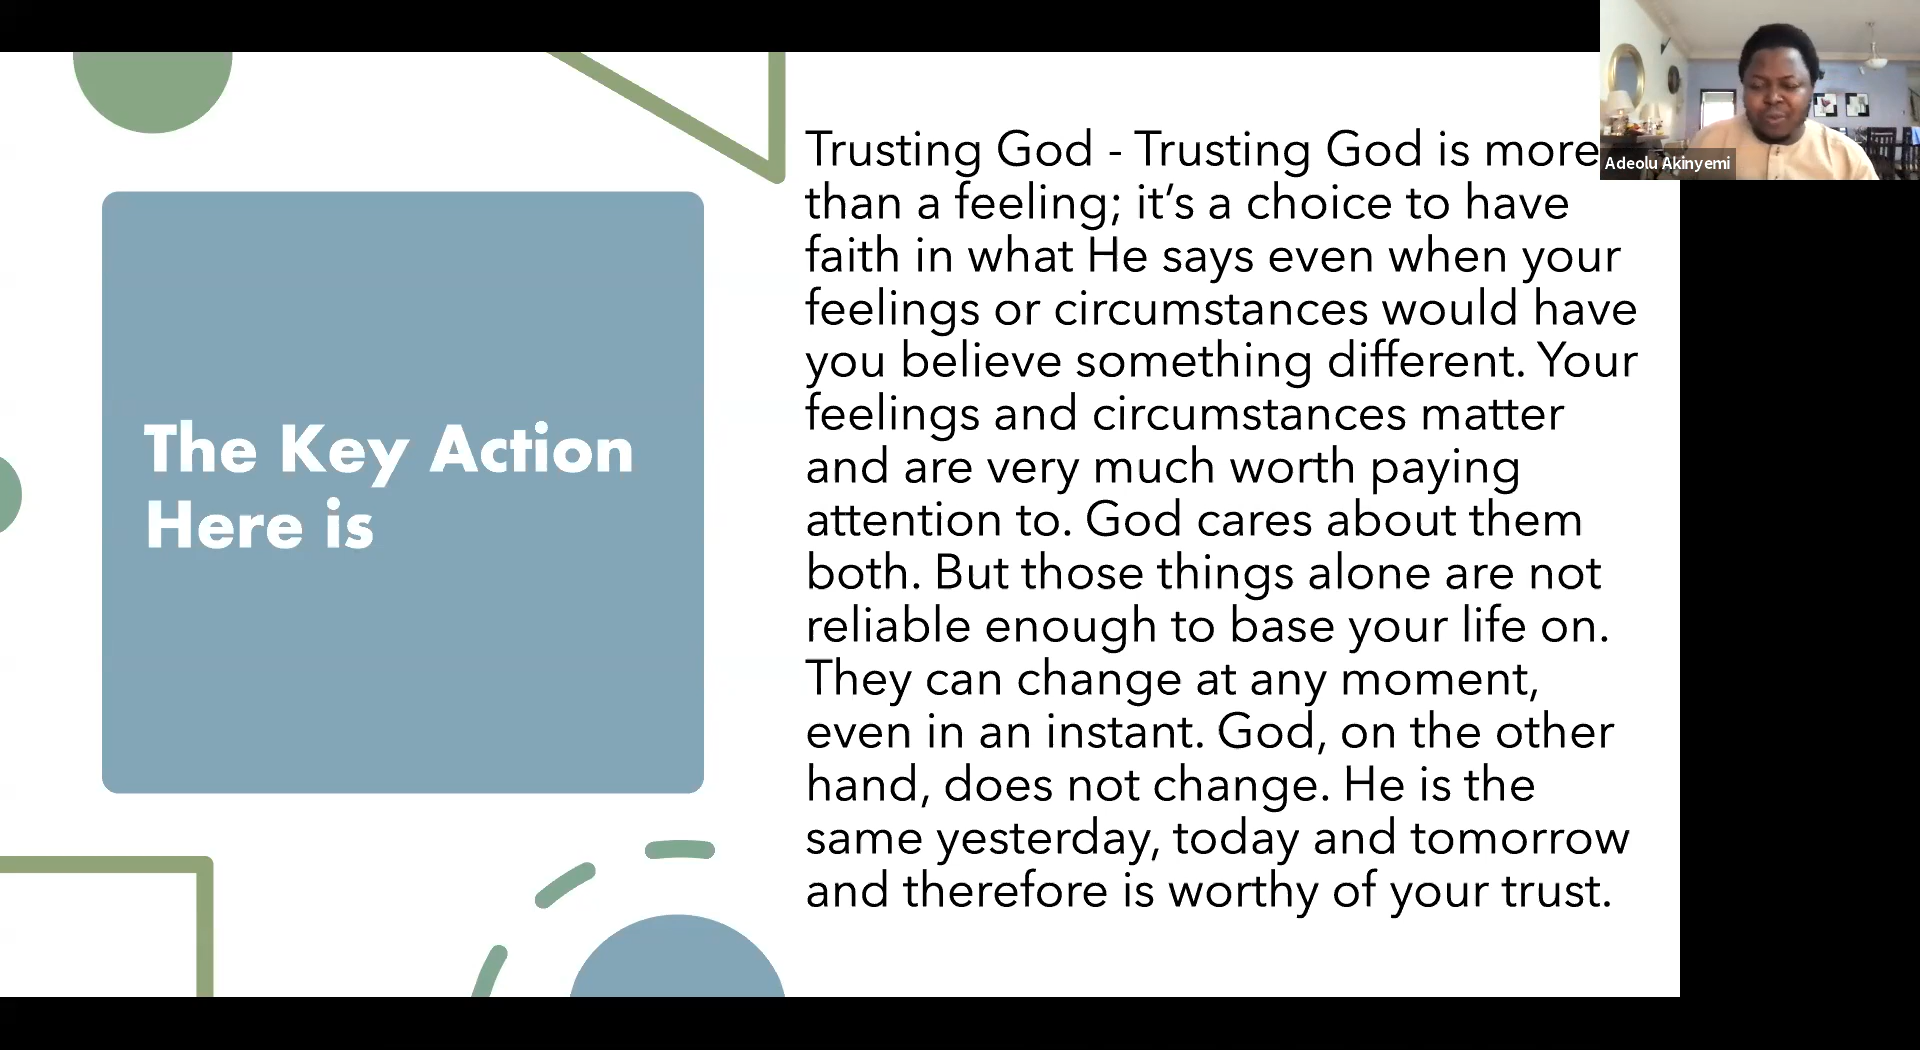 The Key Action
Here is
Trusting God - Trusting God is more
than a feeling; it’s a choice to have
faith in what He says even when your
feelings or circumstances would have
you believe something different. Your
feelings and circumstances matter
and are very much worth paying
attention to. God cares about them
both. But those things alone are not
reliable enough to base your life on.
They can change at any moment,
even in an instant. God, on the other
hand, does not change. He is the
same yesterday, today and tomorrow
and therefore is worthy of your trust.
Adeolu Akinyemi